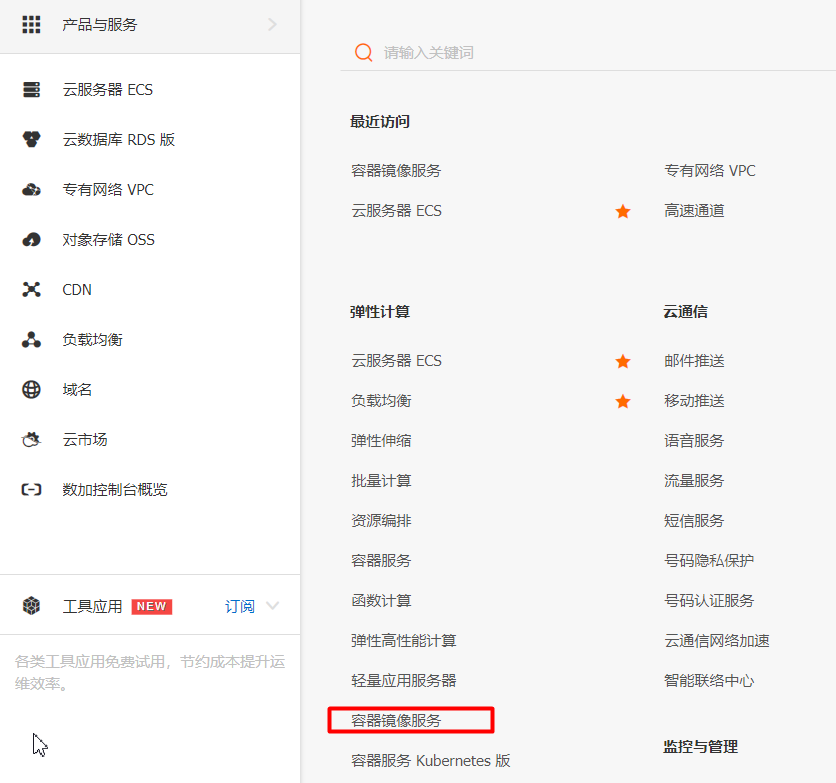 产品与服务
云服务器 ECS
云数据库 RDS 版
专有网络 VPC
对象存储 OSS
CDN
负载均衡
域名
云市场
数加控制台概览
工具应用 NEW 订阅
各类工具应用免费试用，节约成本提升运
维效率。
请输入关键词
最近访问
容器镜像服务
专有网络 VPC
云服务器 ECS
高速通道
弹性计算
云服务器 ECS
负载均衡
弹性伸缩
批量计算
资源编排
容器服务
函数计算
弹性高性能计算
轻量应用服务器
容器镜像服务
容器服务 Kubernetes 版
云通信
邮件推送
移动推送
语音服务
流量服务
短信服务
号码隐私保护
号码认证服务
云通信网络加速
智能联络中心
监控与管理